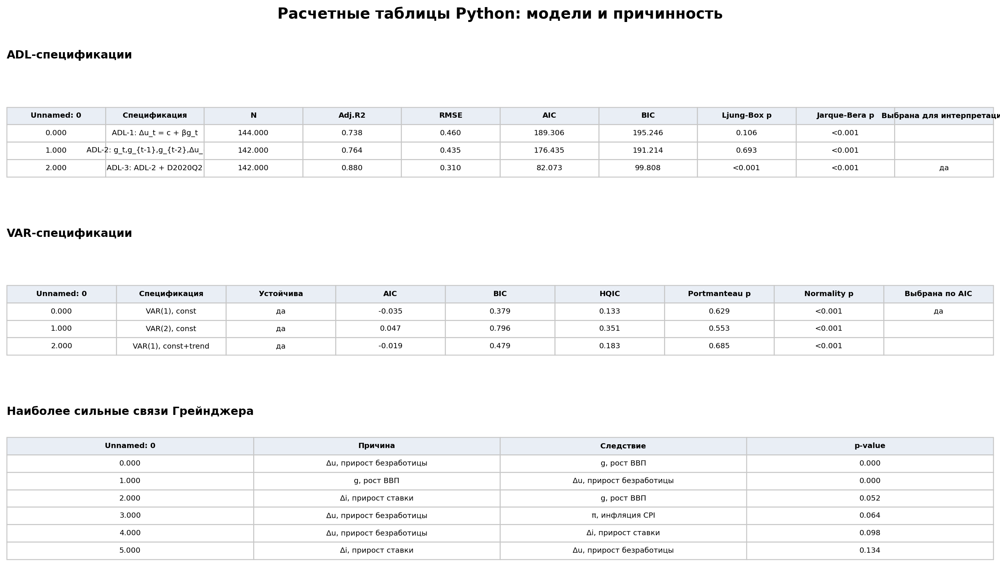 Расчетные таблицы Python: модели и причинность
ADL-спецификации
Unnamed: 0 Спецификация N Adj.R2 RMSE AIC BIC Ljung-Box p Jarque-Bera p Выбрана для интерпретаци
0.000 ADL-1: Δu_t = c + βg_t 144.000 0.738 0.460 189.306 195.246 0.106 <0.001
1.000 ADL-2: g_t,g_{t-1},g_{t-2},Δu_ 142.000 0.764 0.435 176.435 191.214 0.693 <0.001
2.000 ADL-3: ADL-2 + D2020Q2 142.000 0.880 0.310 82.073 99.808 <0.001 <0.001 да
VAR-спецификации
Unnamed: 0 Спецификация Устойчива AIC BIC HQIC Portmanteau p Normality p Выбрана по AIC
0.000 VAR(1), const да -0.035 0.379 0.133 0.629 <0.001 да
1.000 VAR(2), const да 0.047 0.796 0.351 0.553 <0.001
2.000 VAR(1), const+trend да -0.019 0.479 0.183 0.685 <0.001
Наиболее сильные связи Грейнджера
Unnamed: 0 Причина Следствие p-value
0.000 Δu, прирост безработицы g, рост ВВП 0.000
1.000 g, рост ВВП Δu, прирост безработицы 0.000
2.000 Δi, прирост ставки g, рост ВВП 0.052
3.000 Δu, прирост безработицы π, инфляция CPI 0.064
4.000 Δu, прирост безработицы Δi, прирост ставки 0.098
5.000 Δi, прирост ставки Δu, прирост безработицы 0.134